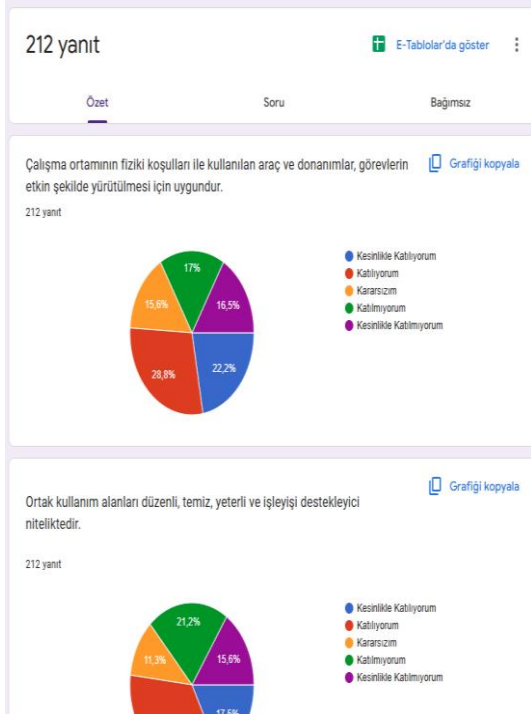 212 yanıt
E-Tablolar'da göster
Özet
Soru
Bağımsız
Çalışma ortamının fiziki koşulları ile kullanılan araç ve donanımlar, görevlerin
etkin şekilde yürütülmesi için uygundur.
Grafiği kopyala
212 yanıt
17%
15,6%
16,5%
28,8%
22,2%
Kesinlikle Katılıyorum
Katılıyorum
Kararsızım
Katılmıyorum
Kesinlikle Katılmıyorum
Grafiği kopyala
Ortak kullanım alanları düzenli, temiz, yeterli ve işleyişi destekleyici
niteliktedir.
212 yanıt
21,2%
11,3%
15,6%
17,5%
Kesinlikle Katılıyorum
Katılıyorum
Kararsızım
Katılmıyorum
Kesinlikle Katılmıyorum